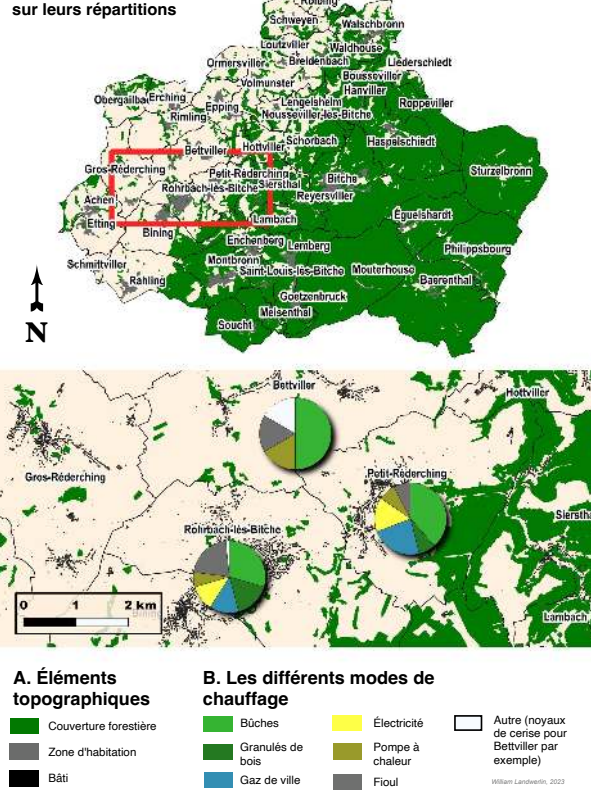 sur leurs répartitions
Rolbing
Schweyen
Walschbronn
Loutzviller
Waldhouse
Ormersviller
Breidenbach
Liederschiedt
Volmunster
Bousseviller
Hanviller
Obergailbac
Erching
Epping
Lengelsheim
Roppeviller
Rimling
Nousseviller-lès-Bitche
Bettviller
Hottviller
Schorbach
Haspelschiedt
Gros-Réderching
Petit-Réderching
Sturzelbronn
Rohrbach-lès-Bitche
Siersthal
Bitche
Achen
Reyersviller
Etting
Lambach
Éguelshardt
Bining
Enchenberg
Lemberg
Philippsbourg
Schmittviller
Montbronn
Saint-Louis-lès-Bitche
Mouterhouse
Rahling
Baerenthal
Goetzenbruck
Meisenthal
Soucht
N
Bettviller
Hottviller
Gros-Réderching
Petit-Réderching
Siersth
Rohrbach-lès-Bitche
0 1 2 km
Lambach
A. Éléments
topographiques
Couverture forestière
Zone d'habitation
Bâti
B. Les différents modes de
chauffage
Bûches
Granulés de
bois
Gaz de ville
Électricité
Pompe à
chaleur
Fioul
Autre (noyaux
de cerise pour
Bettviller par
exemple)
William Landwerlin, 2023